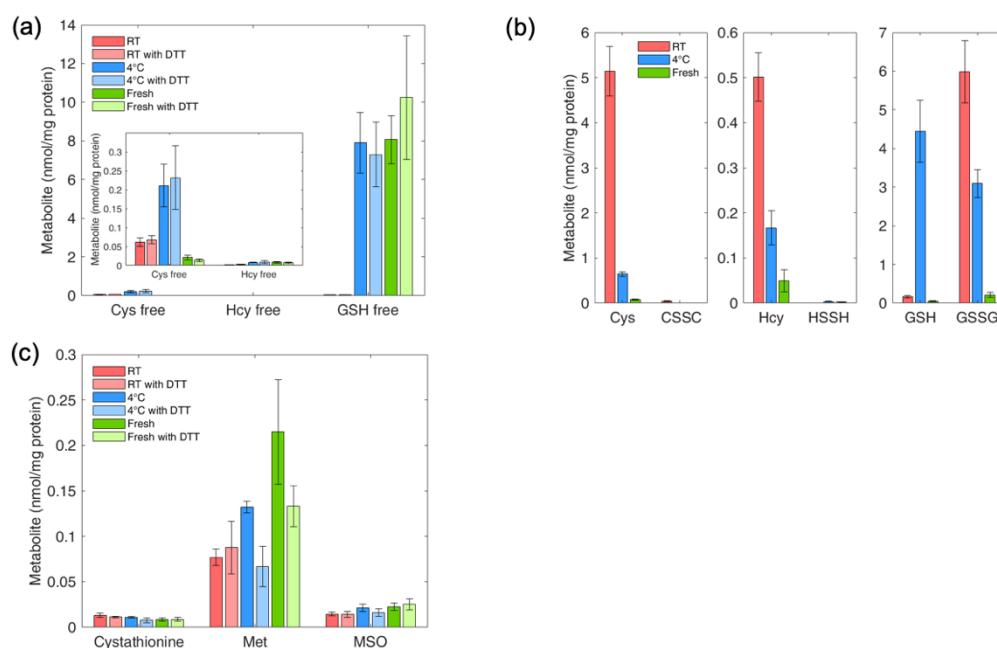 (a)
Metabolite (nmol/mg protein)
14
12
10
8
6
4
2
0
RT
RT with DTT
4°C
4°C with DTT
Fresh
Fresh with DTT
Metabolite (nmol/mg protein)
0.3
0.25
0.2
0.15
0.1
0.05
0
Cys free Hcy free
Cys free Hcy free GSH free
(b)
Metabolite (nmol/mg protein)
6
5
4
3
2
1
0
RT
4°C
Fresh
Cys CSSC
0.6
0.5
0.4
0.3
0.2
0.1
0
Hcy HSSH
7
6
5
4
3
2
1
0
GSH GSSG
(c)
Metabolite (nmol/mg protein)
0.3
0.25
0.2
0.15
0.1
0.05
0
RT
RT with DTT
4°C
4°C with DTT
Fresh
Fresh with DTT
Cystathionine Met MSO